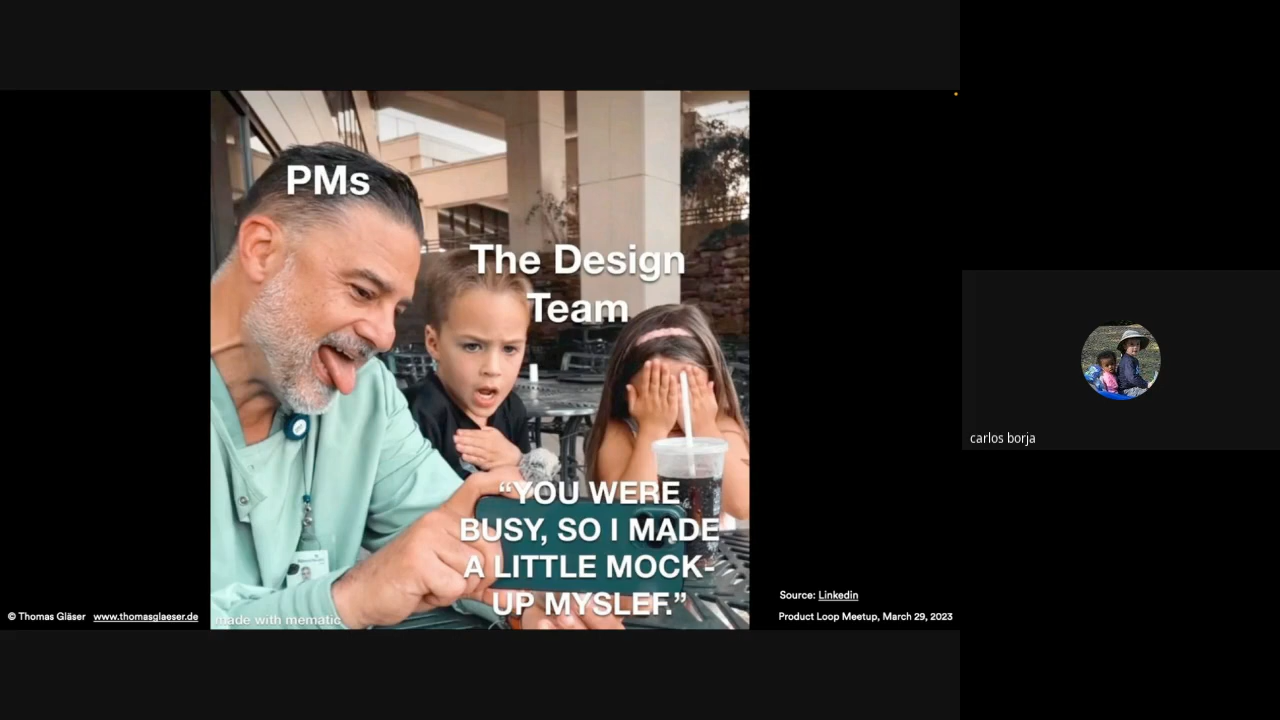 PMs
The Design
Team
“YOU WERE
BUSY, SO I MADE
A LITTLE MOCK-
UP MYSLEF.”
made with mematic
© Thomas Gläser www.thomasglaeser.de
Source: Linkedin
Product Loop Meetup, March 29, 2023
carlos borja